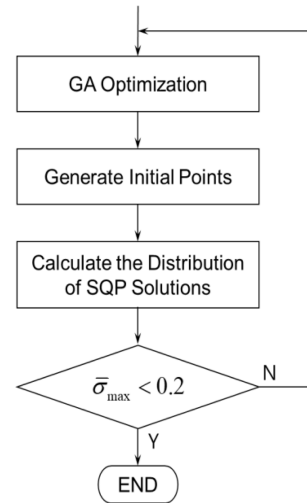 GA Optimization
Generate Initial Points
Calculate the Distribution
of SQP Solutions
σ̄max < 0.2
N
Y
END